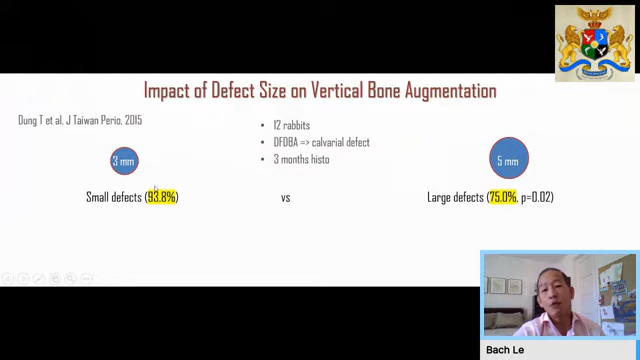 Impact of Defect Size on Vertical Bone Augmentation
Dung T et al. J Taiwan Perio, 2015
• 12 rabbits
• DFDBA => calvarial defect
• 3 months histo
3 mm
5 mm
Small defects (93.8%)
vs
Large defects (75.0%, p=0.02)
Bach Le